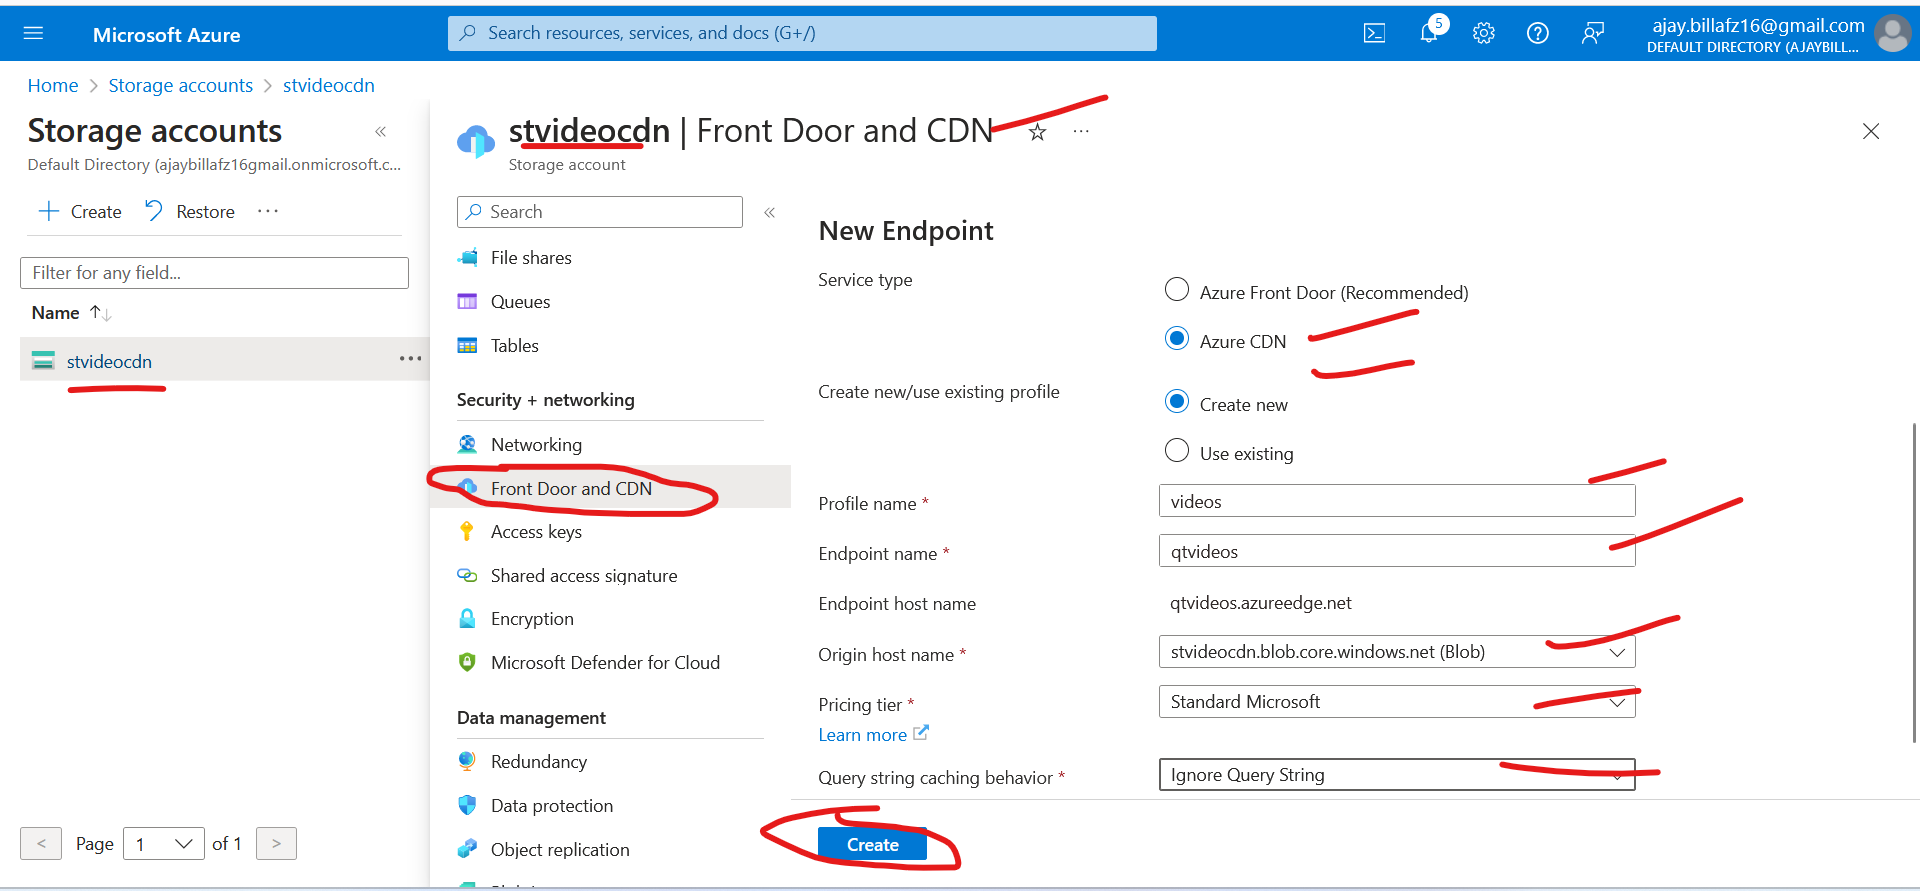 Microsoft Azure
Search resources, services, and docs (G+/)
5
ajay.billafz16@gmail.com
DEFAULT DIRECTORY (AJAYBILL...
Home > Storage accounts > stvideocdn
Storage accounts
«
Default Directory (ajaybillafz16gmail.onmicrosoft.c...
+ Create
Restore
...
Filter for any field...
Name ↑↓
stvideocdn
...
< Page 1 of 1 >
stvideocdn | Front Door and CDN
...
Storage account
Search
«
File shares
Queues
Tables
Security + networking
Networking
Front Door and CDN
Access keys
Shared access signature
Encryption
Microsoft Defender for Cloud
Data management
Redundancy
Data protection
Object replication
New Endpoint
Service type
Azure Front Door (Recommended)
Azure CDN
Create new/use existing profile
Create new
Use existing
Profile name *
videos
Endpoint name *
qtvideos
Endpoint host name
qtvideos.azureedge.net
Origin host name *
stvideocdn.blob.core.windows.net (Blob)
Pricing tier *
Standard Microsoft
Learn more
Query string caching behavior *
Ignore Query String
Create